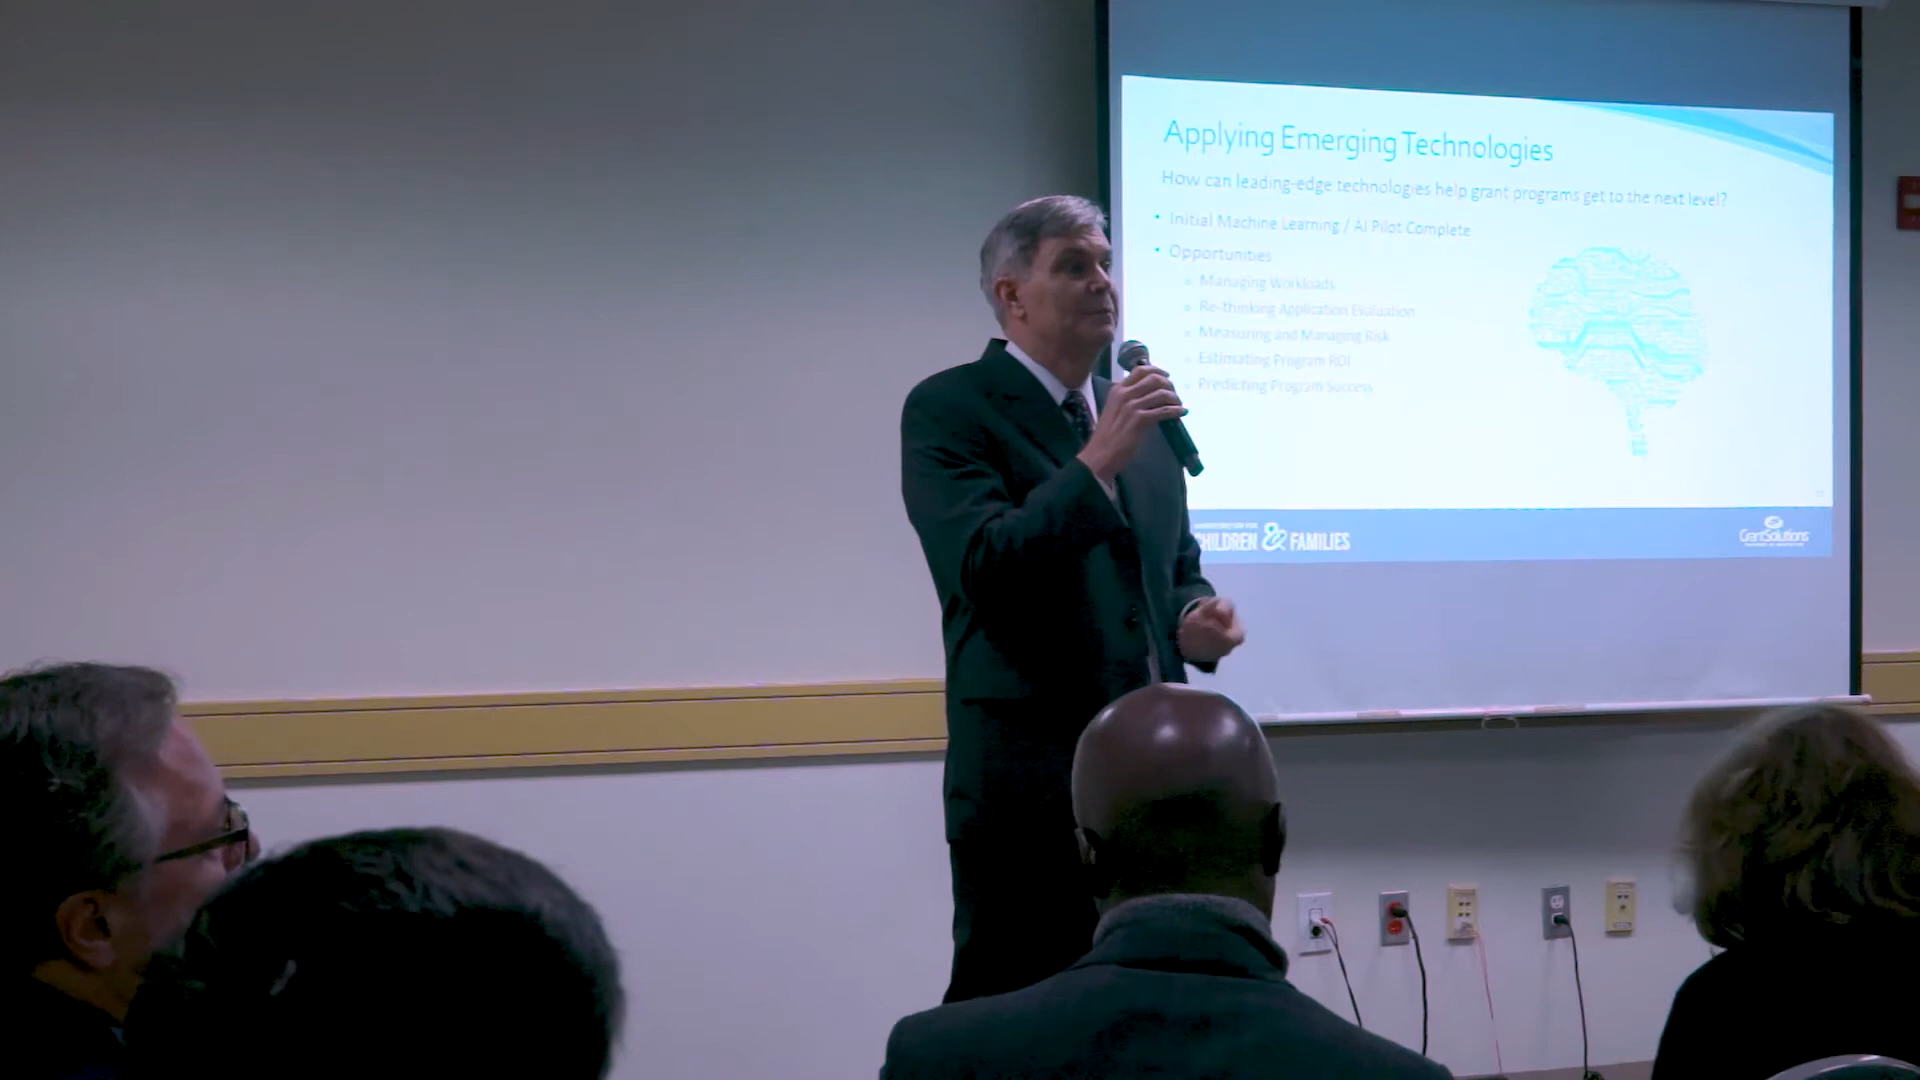 Applying Emerging Technologies
How can leading-edge technologies help grant programs get to the next level?
• Initial Machine Learning / AI Pilot Complete
• Opportunities
Managing Workloads
Re-thinking Application Evaluation
Measuring and Managing Risk
Estimating Program ROI
Predicting Program Success
CHILDREN & FAMILIES
GrantSolutions